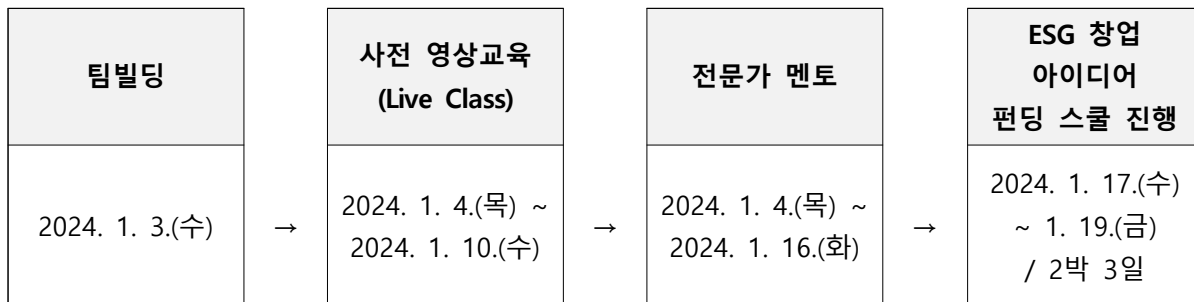 팀빌딩
사전 영상교육
(Live Class)
전문가 멘토
ESG 창업
아이디어
펀딩 스쿨 진행
2024. 1. 3.(수)
→
2024. 1. 4.(목) ~
2024. 1. 10.(수)
→
2024. 1. 4.(목) ~
2024. 1. 16.(화)
→
2024. 1. 17.(수)
~ 1. 19.(금)
/ 2박 3일